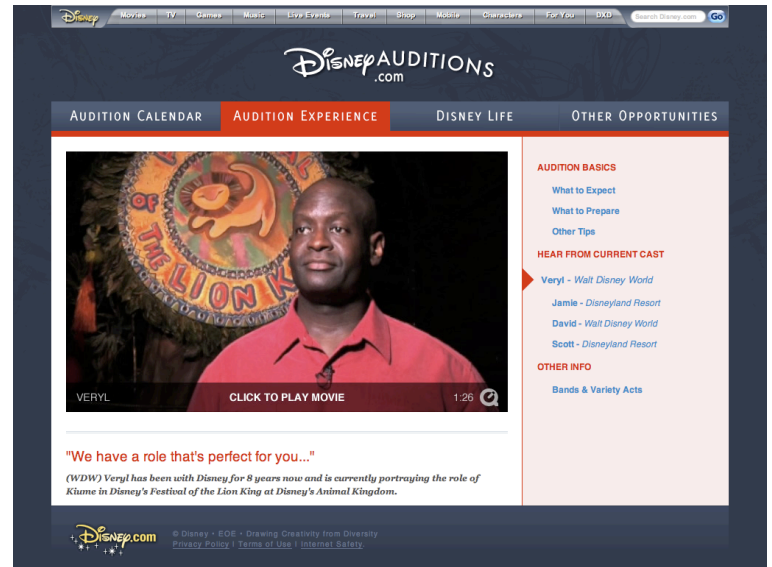 Disney Movies TV Games Music Live Events Travel Shop Mobile Characters For You DXD Search Disney.com Go
Disney AUDITIONS
.com
AUDITION CALENDAR AUDITION EXPERIENCE DISNEY LIFE OTHER OPPORTUNITIES
OF THE LION KING
VERYL CLICK TO PLAY MOVIE 1:26
"We have a role that's perfect for you..."
(WDW) Veryl has been with Disney for 8 years now and is currently portraying the role of
Kiume in Disney's Festival of the Lion King at Disney's Animal Kingdom.
AUDITION BASICS
What to Expect
What to Prepare
Other Tips
HEAR FROM CURRENT CAST
Veryl - Walt Disney World
Jamie - Disneyland Resort
David - Walt Disney World
Scott - Disneyland Resort
OTHER INFO
Bands & Variety Acts
Disney.com
© Disney • EOE • Drawing Creativity from Diversity
Privacy Policy | Terms of Use | Internet Safety.